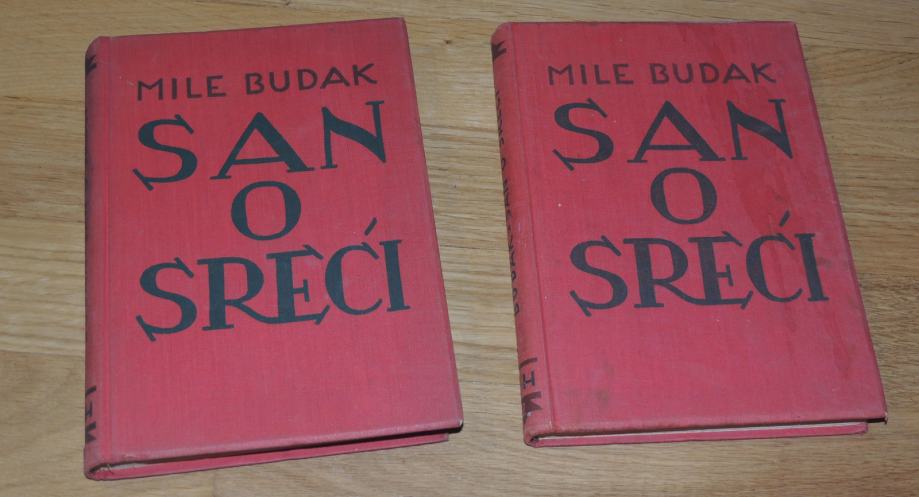 MILE BUDAK
SAN
O
SREĆI
MILE BUDAK
SAN
O
SREĆI